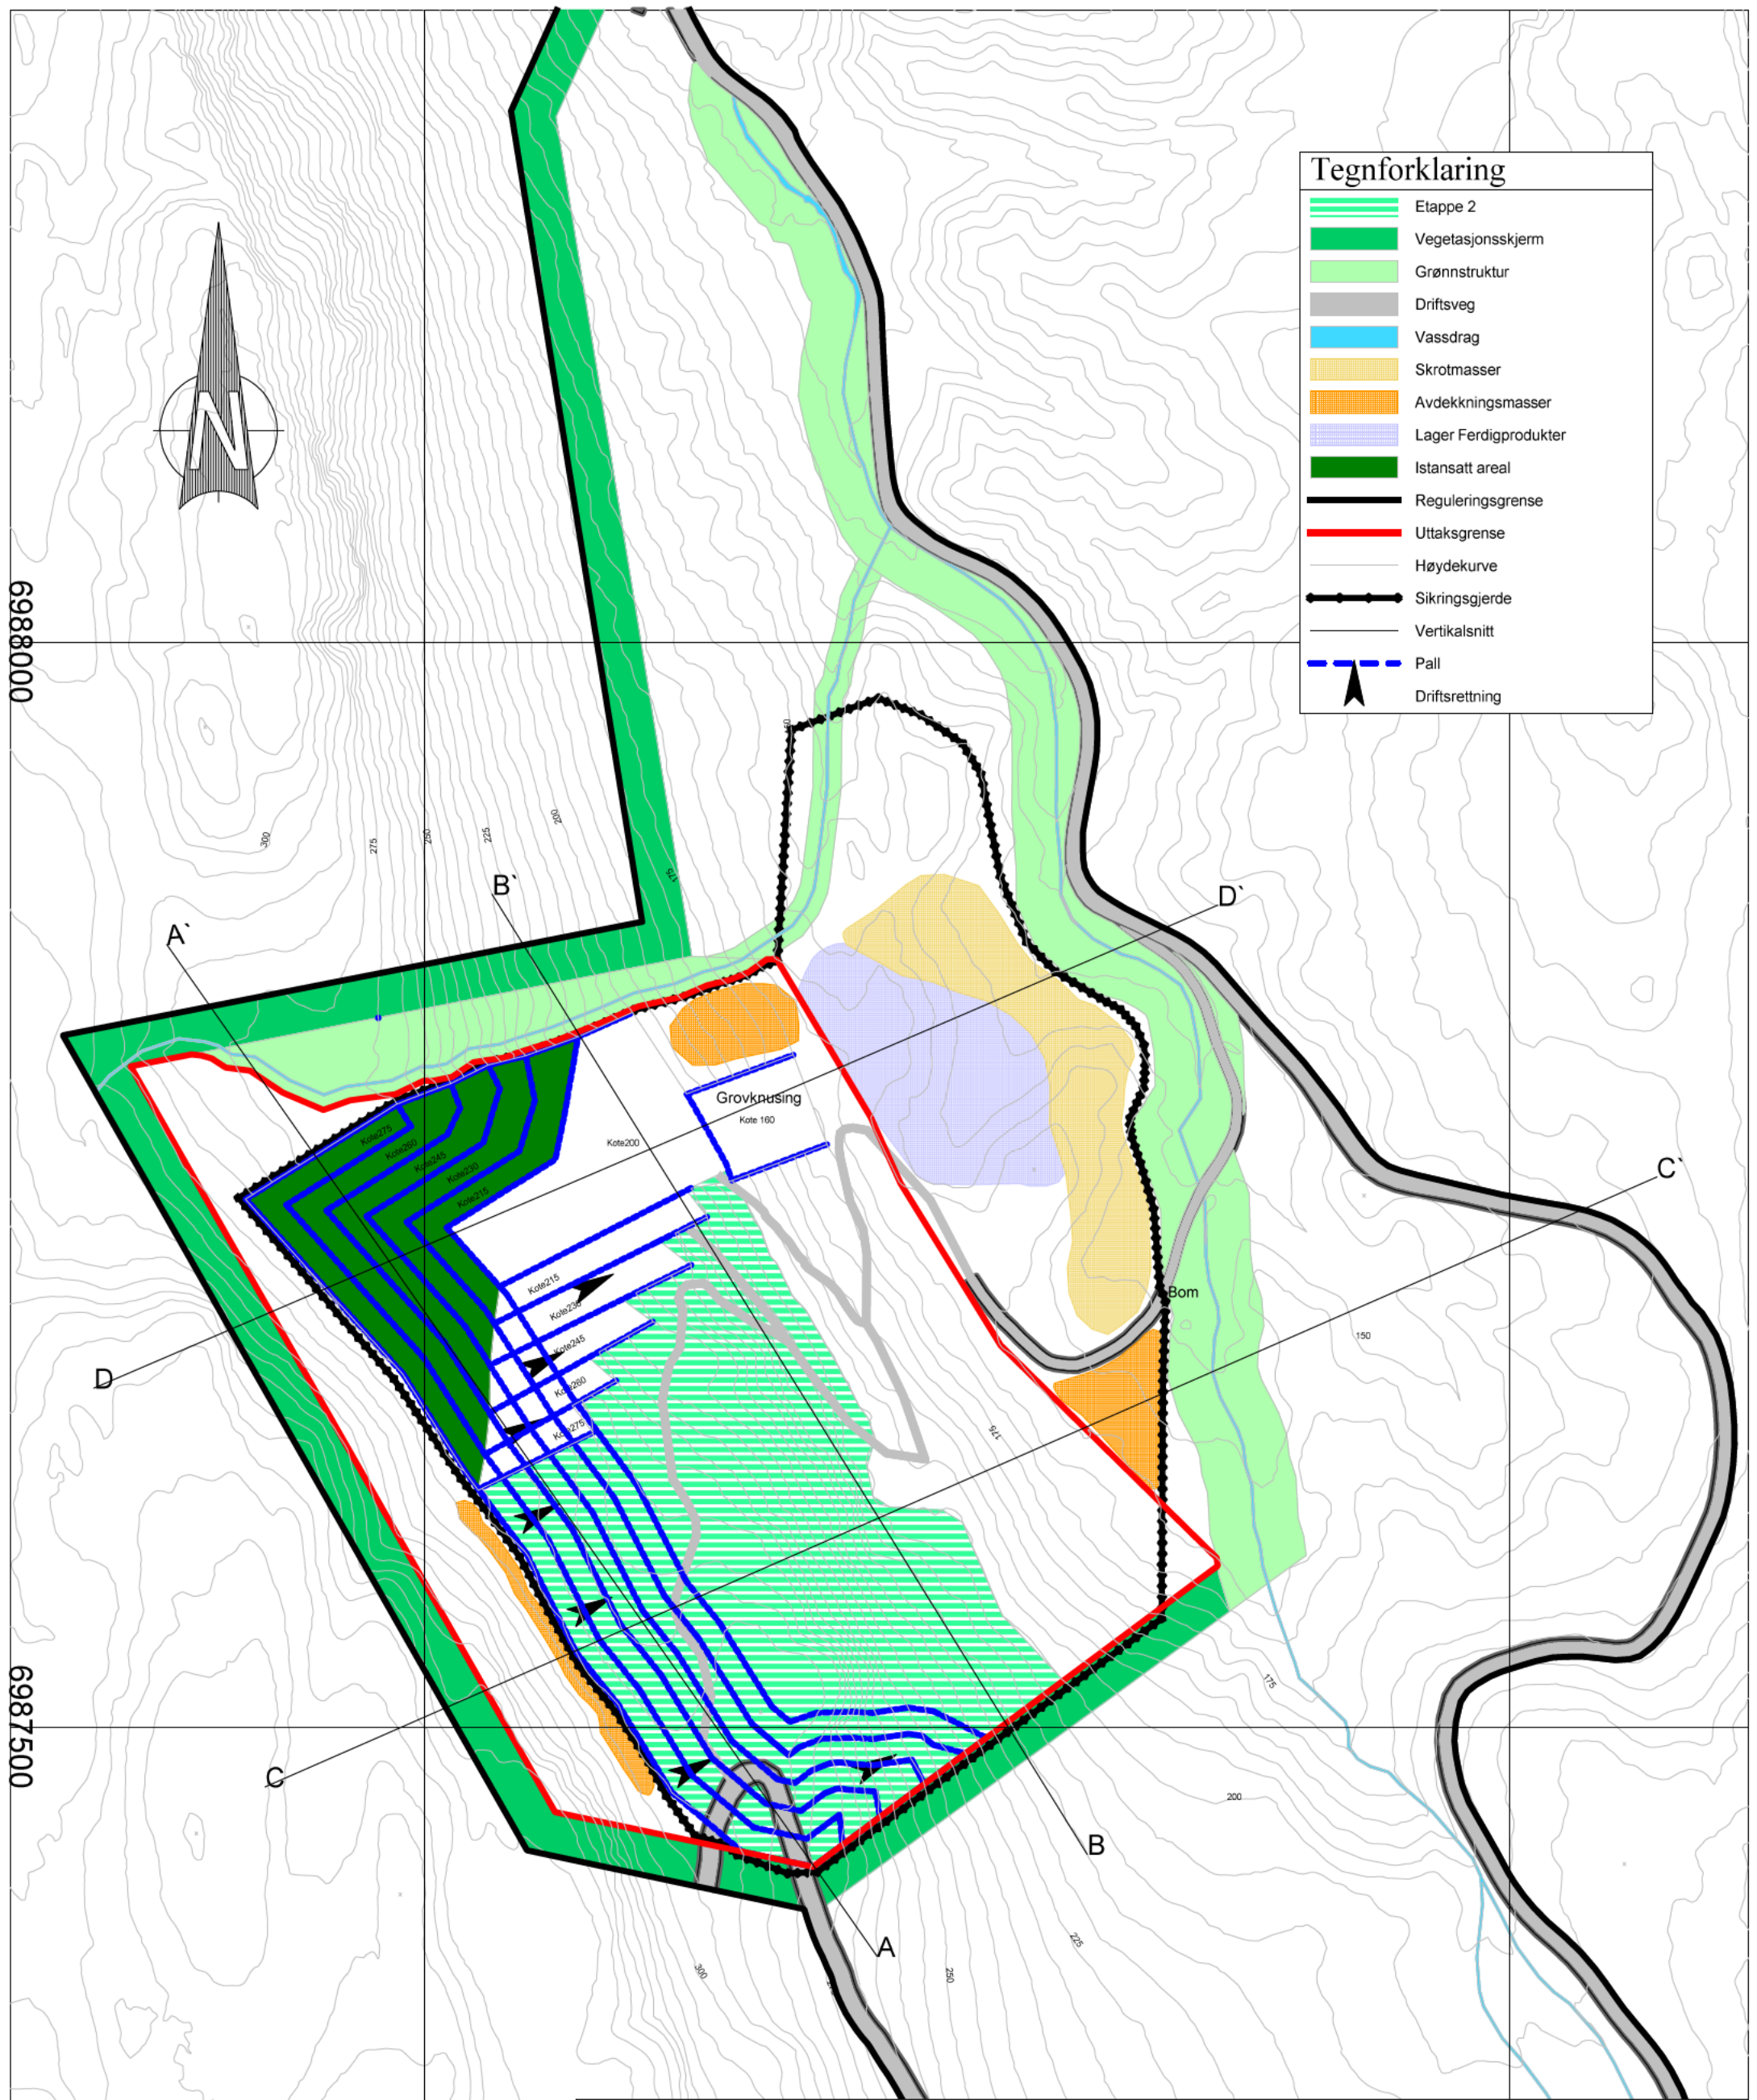 Tegnforklaring
Etappe 2
Vegetasjonsskjerm
Grønnstruktur
Driftsveg
Vassdrag
Skrotmasser
Avdekkningsmasser
Lager Ferdigprodukter
Istansatt areal
Reguleringsgrense
Uttaksgrense
Høydekurve
Sikringsgjerde
Vertikalsnitt
Pall
Driftsrettning
N
6988000
300
275
250
225
200
175
B`
D`
A`
Grovknusing
Kote 160
Kote200
Kote275
Kote260
Kote245
Kote230
Kote215
C`
Bom
150
Kote215
Kote230
Kote245
Kote260
Kote275
D
175
6987500
C
175
200
B
A
300
250
225